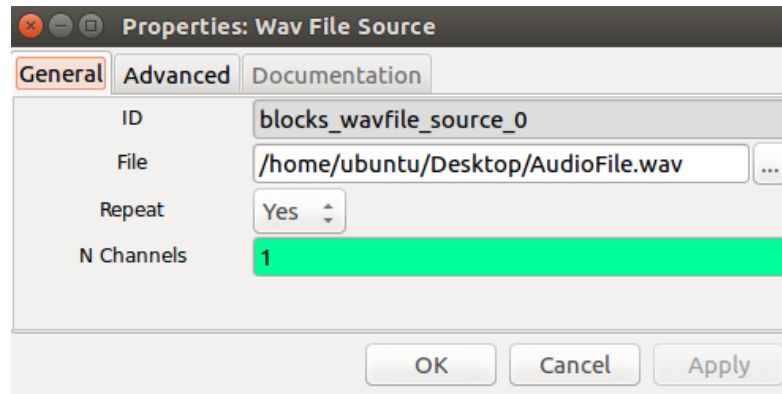 Properties: Wav File Source
General Advanced Documentation
ID blocks_wavfile_source_0
File /home/ubuntu/Desktop/AudioFile.wav ...
Repeat Yes
N Channels 1
OK Cancel Apply